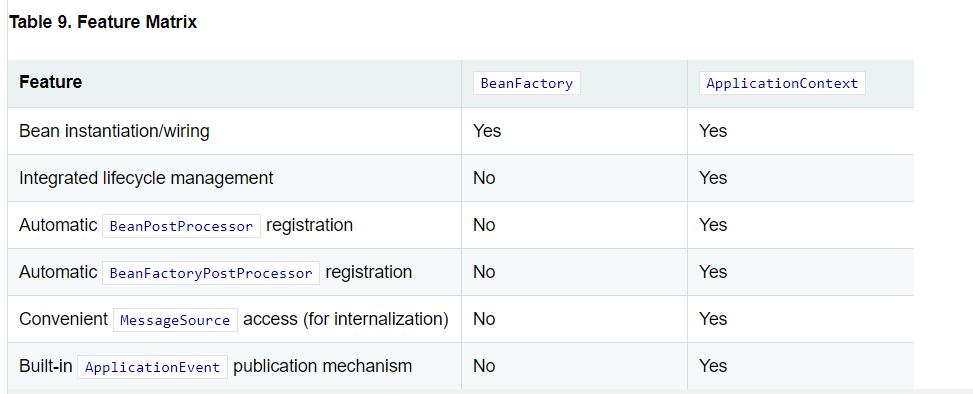 Table 9. Feature Matrix
Feature BeanFactory ApplicationContext
Bean instantiation/wiring Yes Yes
Integrated lifecycle management No Yes
Automatic BeanPostProcessor registration No Yes
Automatic BeanFactoryPostProcessor registration No Yes
Convenient MessageSource access (for internalization) No Yes
Built-in ApplicationEvent publication mechanism No Yes